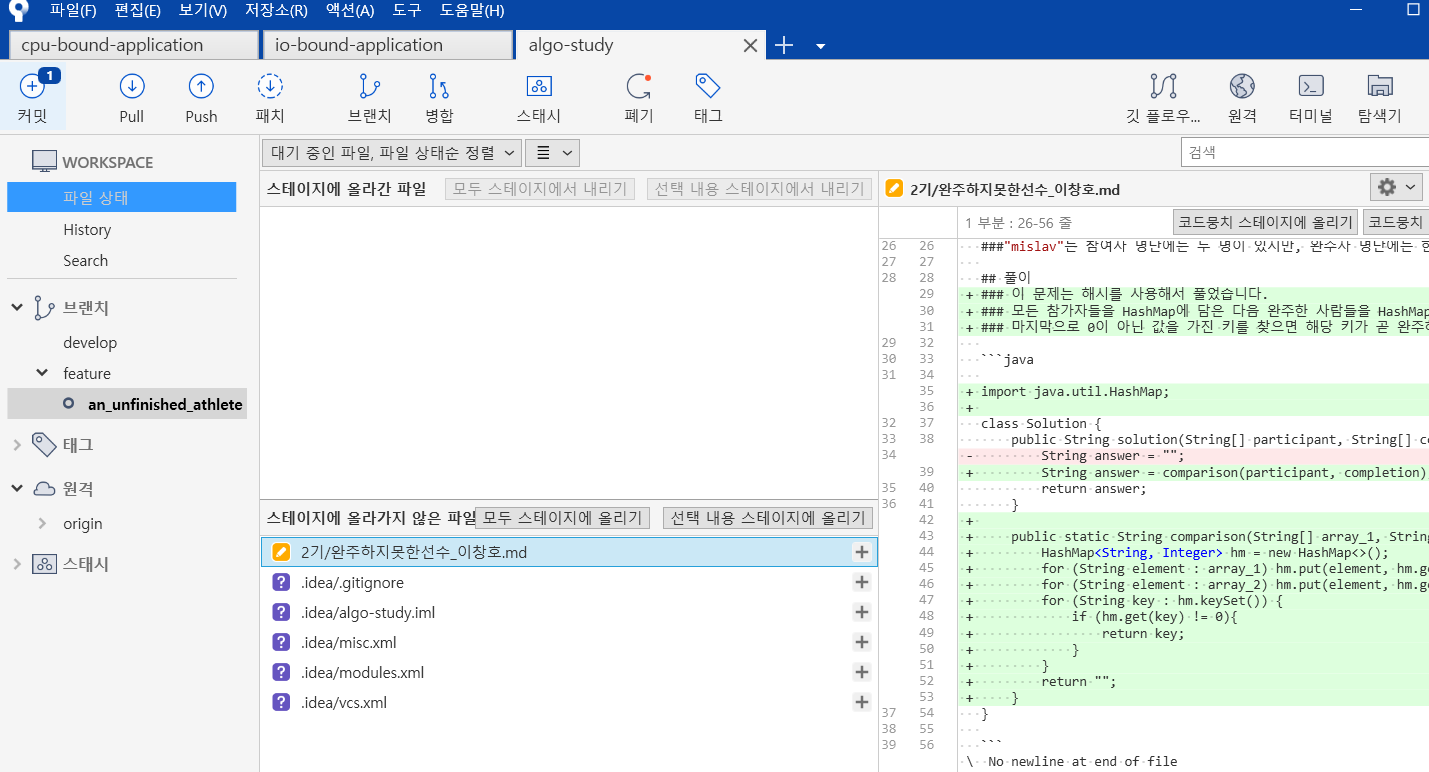 파일(F) 편집(E) 보기(V) 저장소(R) 액션(A) 도구 도움말(H)
cpu-bound-application io-bound-application algo-study
1
커밋 Pull Push 패치 브랜치 병합 스태시 폐기 태그 깃 플로우... 원격 터미널 탐색기
WORKSPACE
파일 상태
History
Search
브랜치
develop
feature
an_unfinished_athlete
태그
원격
origin
스태시
대기 중인 파일, 파일 상태순 정렬
검색
스테이지에 올라간 파일 모두 스테이지에서 내리기 선택 내용 스테이지에서 내리기
스테이지에 올라가지 않은 파일 모두 스테이지에 올리기 선택 내용 스테이지에 올리기
2기/완주하지못한선수_이창호.md
.idea/.gitignore
.idea/algo-study.iml
.idea/misc.xml
.idea/modules.xml
.idea/vcs.xml
2기/완주하지못한선수_이창호.md
1 부분 : 26-56 줄 코드뭉치 스테이지에 올리기 코드뭉치
26 26 ###"mislav"는 참여자 명단에는 두 명이 있지만, 완주자 명단에는
27 27
28 28 ## 풀이
29 + ### 이 문제는 해시를 사용해서 풀었습니다.
30 + ### 모든 참가자들을 HashMap에 담은 다음 완주한 사람들을 HashMap
31 + ### 마지막으로 0이 아닌 값을 가진 키를 찾으면 해당 키가 곧 완주하
29 32
30 33 ```java
31 34
35 + import java.util.HashMap;
36 +
32 37 class Solution {
33 38 public String solution(String[] participant, String[] c
34 - String answer = "";
39 + String answer = comparison(participant, completion)
35 40 return answer;
36 41 }
42 +
43 + public static String comparison(String[] array_1, Strin
44 + HashMap<String, Integer> hm = new HashMap<>();
45 + for (String element : array_1) hm.put(element, hm.g
46 + for (String element : array_2) hm.put(element, hm.g
47 + for (String key : hm.keySet()) {
48 + if (hm.get(key) != 0){
49 + return key;
50 + }
51 + }
52 + return "";
53 + }
37 54 }
38 55
39 56 ```
\ No newline at end of file